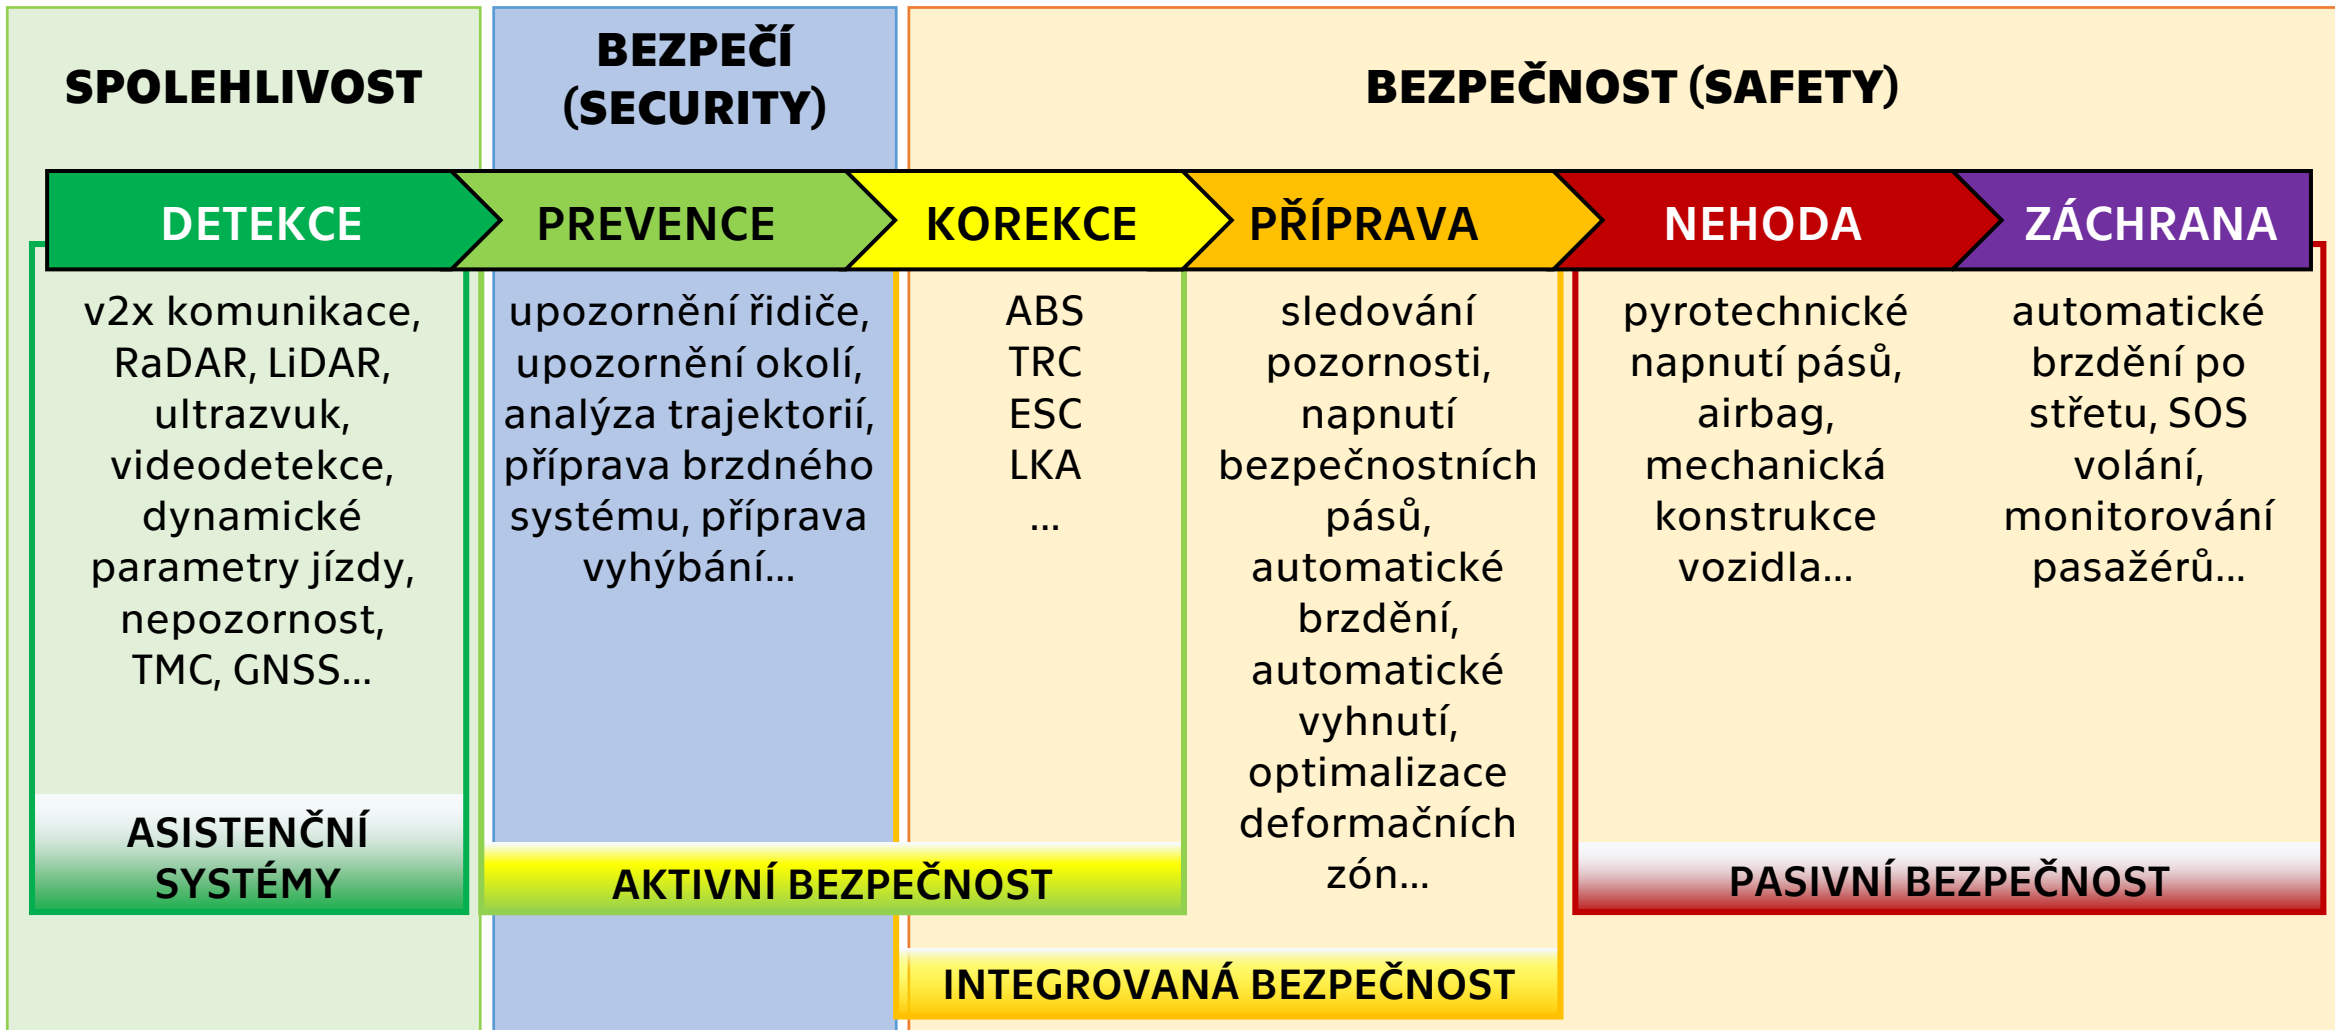 SPOLEHLIVOST
BEZPEČÍ
(SECURITY)
BEZPEČNOST (SAFETY)
DETEKCE
PREVENCE
KOREKCE
PŘÍPRAVA
NEHODA
ZÁCHRANA
v2x komunikace,
RaDAR, LiDAR,
ultrazvuk,
videodetekce,
dynamické
parametry jízdy,
nepozornost,
TMC, GNSS...
upozornění řidiče,
upozornění okolí,
analýza trajektorií,
příprava brzdného
systému, příprava
vyhýbání...
ABS
TRC
ESC
LKA
...
sledování
pozornosti,
napnutí
bezpečnostních
pásů,
automatické
brzdění,
automatické
vyhnutí,
optimalizace
deformačních
zón...
pyrotechnické
napnutí pásů,
airbag,
mechanická
konstrukce
vozidla...
automatické
brzdění po
střetu, SOS
volání,
monitorování
pasažérů...
ASISTENČNÍ
SYSTÉMY
AKTIVNÍ BEZPEČNOST
PASIVNÍ BEZPEČNOST
INTEGROVANÁ BEZPEČNOST